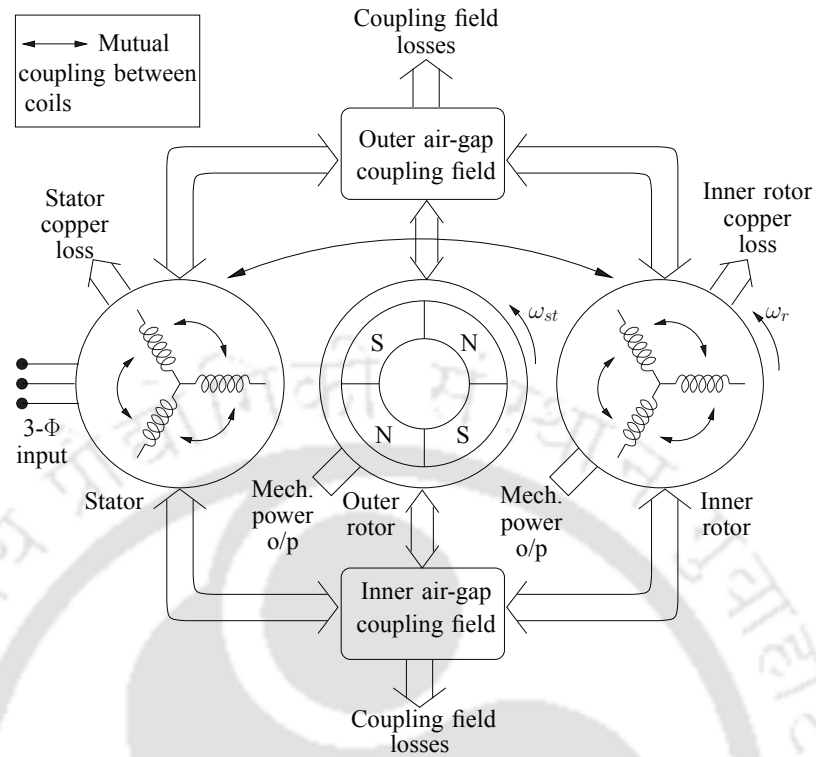 Mutual
coupling between
coils
Coupling field
losses
Outer air-gap
coupling field
Stator
copper
loss
Inner rotor
copper
loss
ω_st
ω_r
S
N
N
S
3-Φ
input
Stator
Mech.
power
o/p
Outer
rotor
Mech.
power
o/p
Inner
rotor
Inner air-gap
coupling field
Coupling field
losses